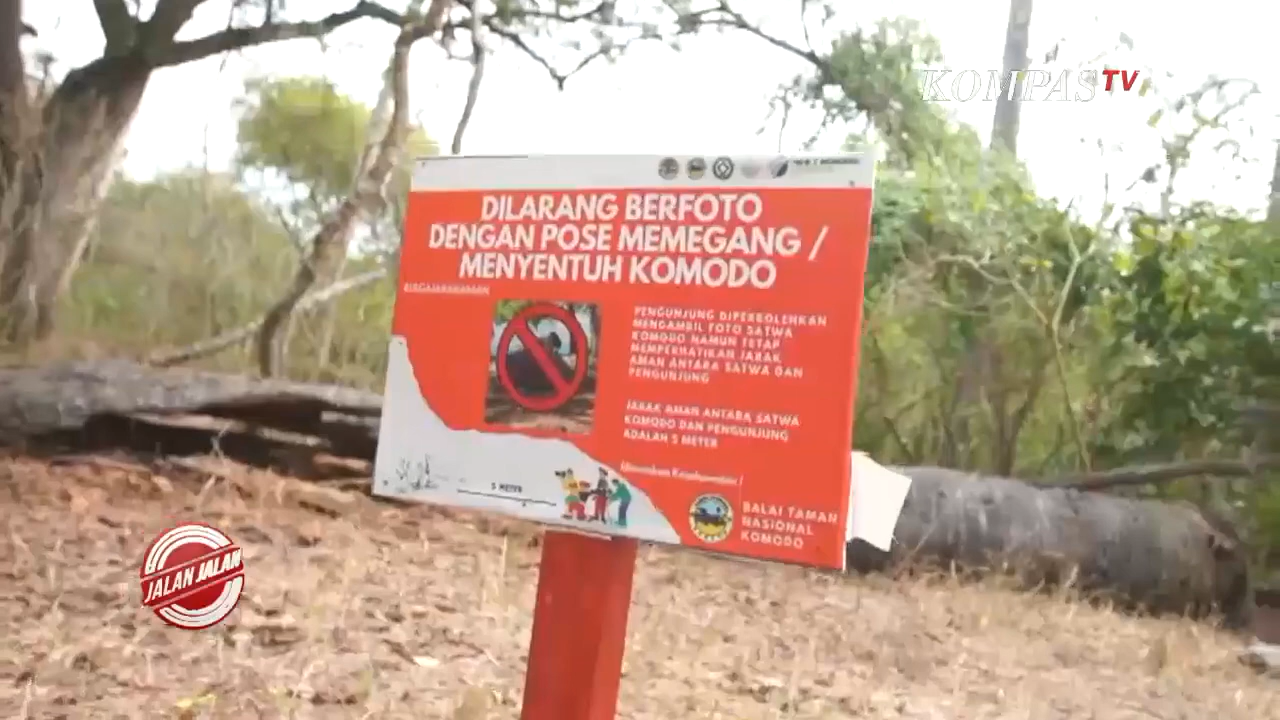 KOMPAS TV
DILARANG BERFOTO
DENGAN POSE MEMEGANG /
MENYENTUH KOMODO
PENGUNJUNG DIPERBOLEHKAN
MENGAMBIL FOTO SATWA
KOMODO NAMUN TETAP
MEMPERHATIKAN JARAK
AMAN ANTARA SATWA DAN
PENGUNJUNG
JARAK AMAN ANTARA SATWA
KOMODO DAN PENGUNJUNG
ADALAH 5 METER
5 METER
BALAI TAMAN
NASIONAL
KOMODO
JALAN JALAN